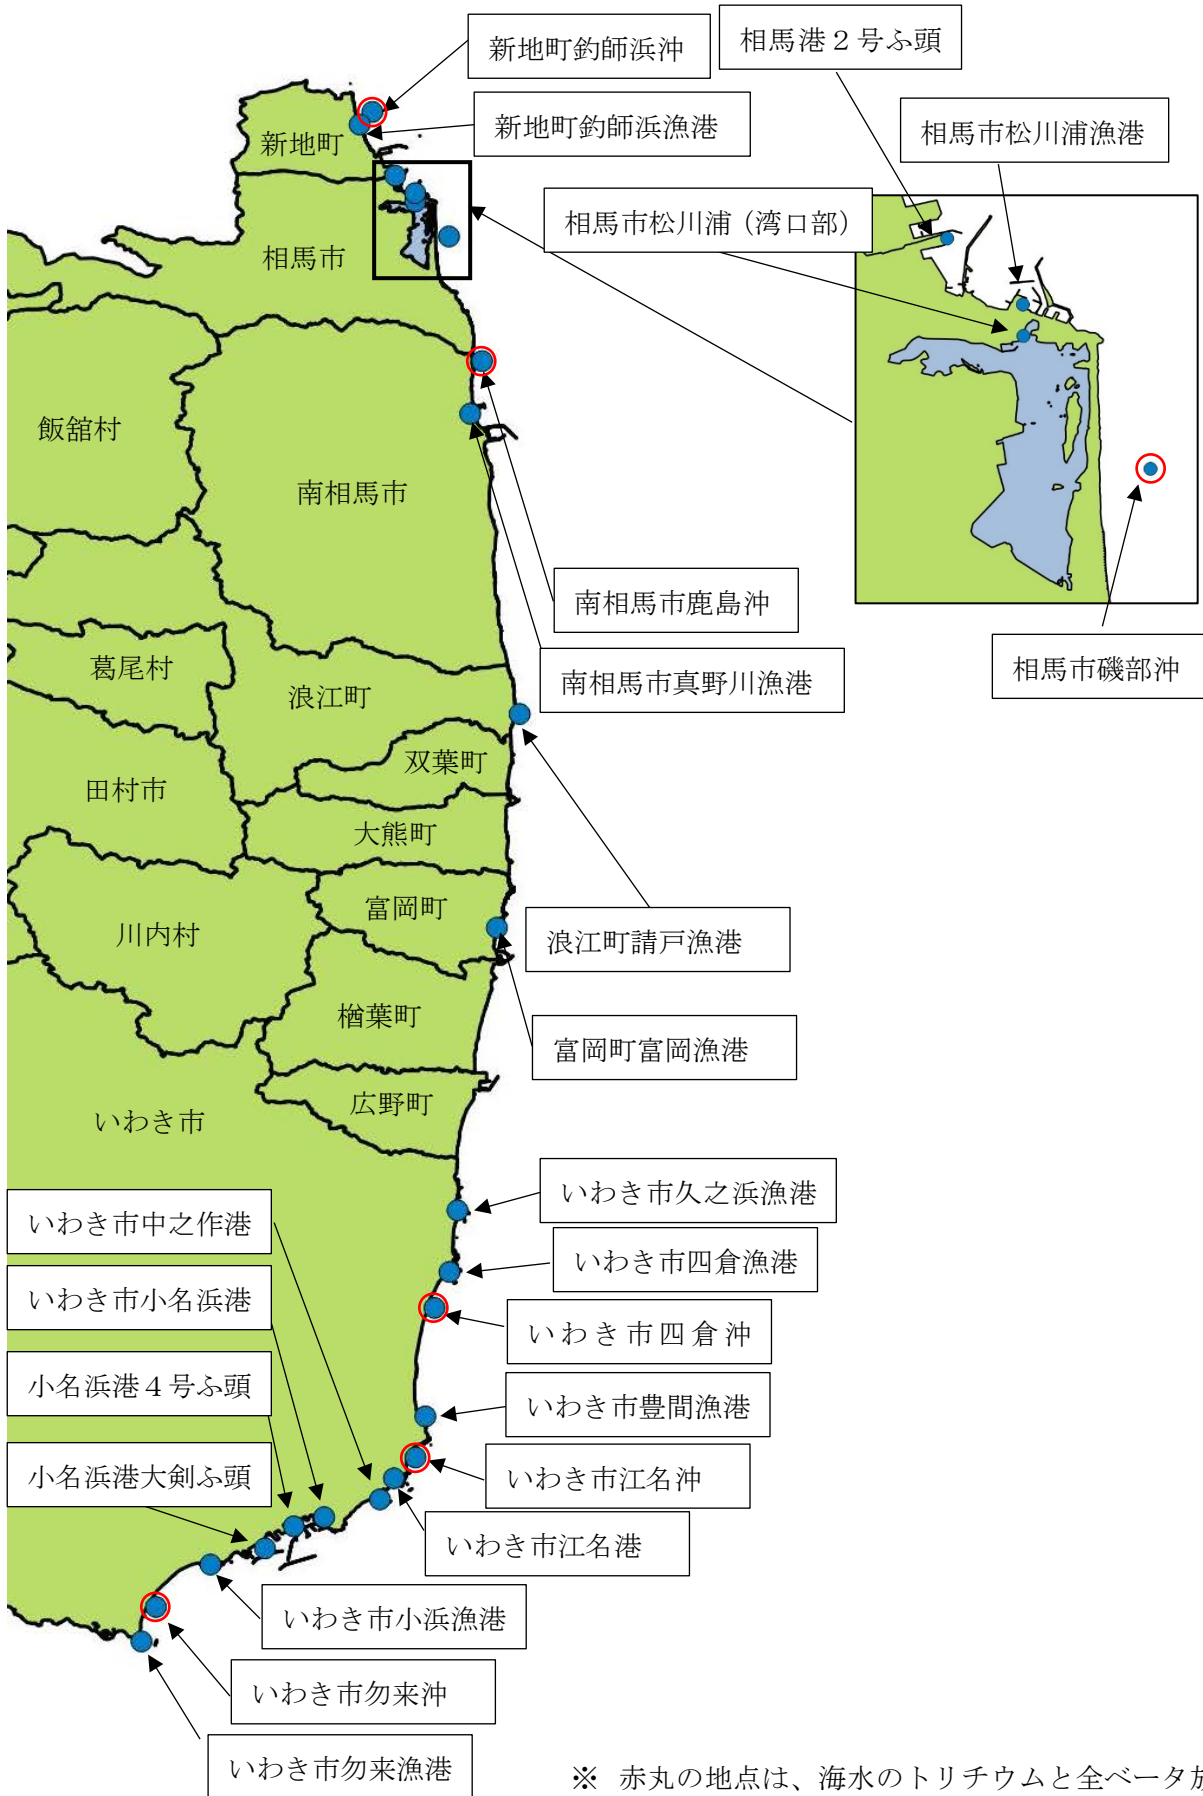 新地町釣師浜沖
相馬港２号ふ頭
新地町釣師浜漁港
相馬市松川浦漁港
新地町
相馬市松川浦（湾口部）
相馬市
飯舘村
南相馬市
南相馬市鹿島沖
相馬市磯部沖
南相馬市真野川漁港
葛尾村
浪江町
双葉町
田村市
大熊町
富岡町
川内村
浪江町請戸漁港
楢葉町
富岡町富岡漁港
広野町
いわき市
いわき市久之浜漁港
いわき市中之作港
いわき市四倉漁港
いわき市小名浜港
いわき市四倉沖
小名浜港４号ふ頭
いわき市豊間漁港
小名浜港大剣ふ頭
いわき市江名沖
いわき市江名港
いわき市小浜漁港
いわき市勿来沖
いわき市勿来漁港
※ 赤丸の地点は、海水のトリチウムと全ベータ放